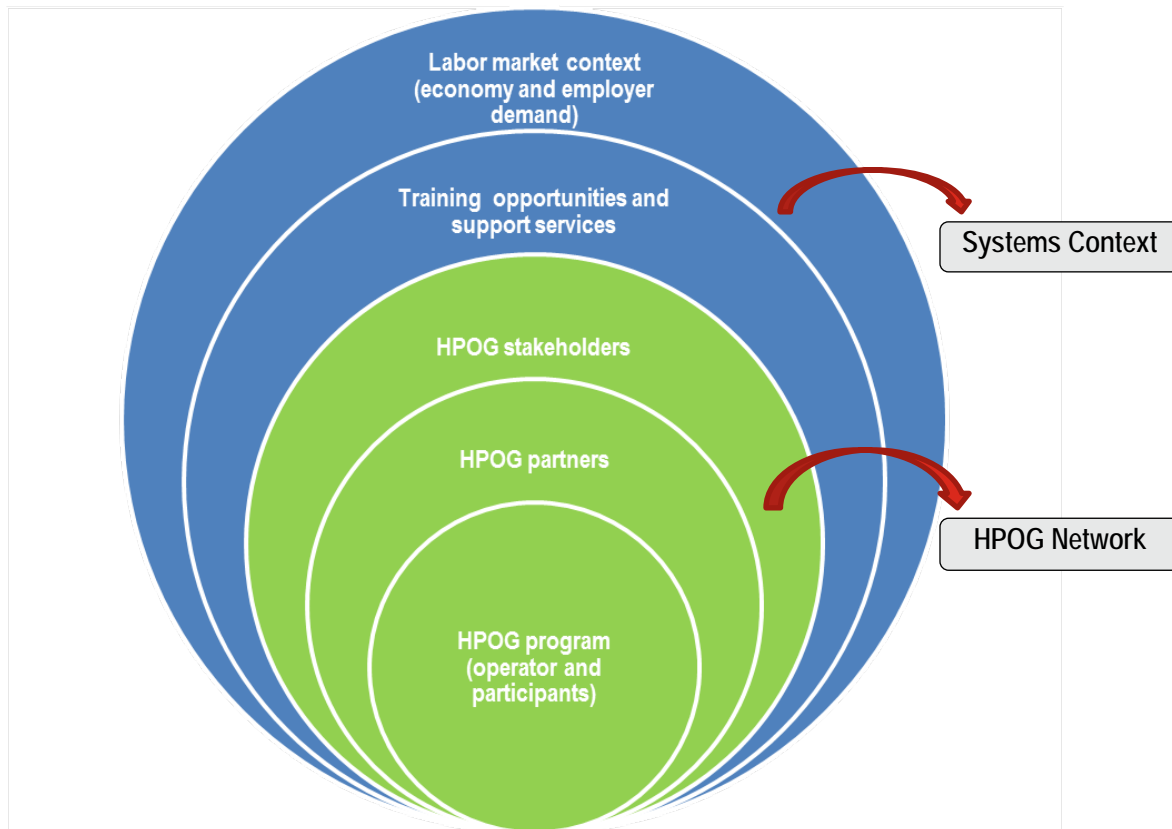 Labor market context
(economy and employer
demand)
Training opportunities and
support services
Systems Context
HPOG stakeholders
HPOG partners
HPOG Network
HPOG program
(operator and
participants)